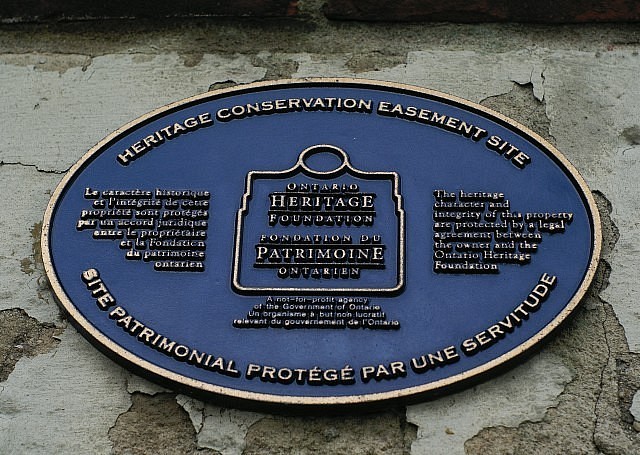 HERITAGE CONSERVATION EASEMENT SITE
Le caractère historique
et l'intégrité de cette
propriété sont protégés
par un accord juridique
entre le propriétaire
et la Fondation
du patrimoine
ontarien
ONTARIO
HERITAGE
FOUNDATION
FONDATION DU
PATRIMOINE
ONTARIEN
A not-for-profit agency
of the Government of Ontario
Un organisme à but non lucratif
relevant du gouvernement de l'Ontario
The heritage
character and
integrity of this property
are protected by a legal
agreement between
the owner and the
Ontario Heritage
Foundation
SITE PATRIMONIAL PROTÉGÉ PAR UNE SERVITUDE